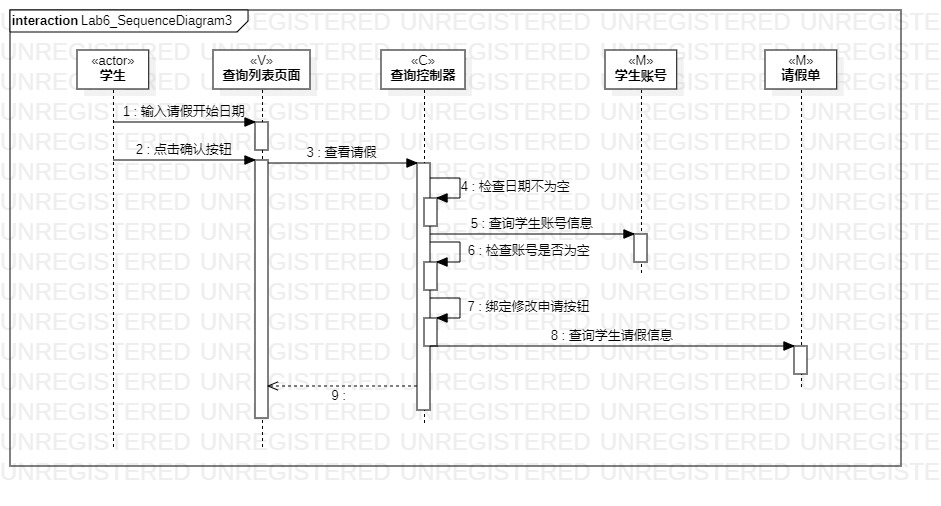 interaction Lab6_SequenceDiagram3
«actor»
学生
«V»
查询列表页面
«C»
查询控制器
«M»
学生账号
«M»
请假单
1 : 输入请假开始日期
2 : 点击确认按钮
3 : 查看请假
4 : 检查日期不为空
5 : 查询学生账号信息
6 : 检查账号是否为空
7 : 绑定修改申请按钮
8 : 查询学生请假信息
9 :
UNREGISTERED UNREGISTERED UNREGISTERED UNREGISTERED UNREGISTERED